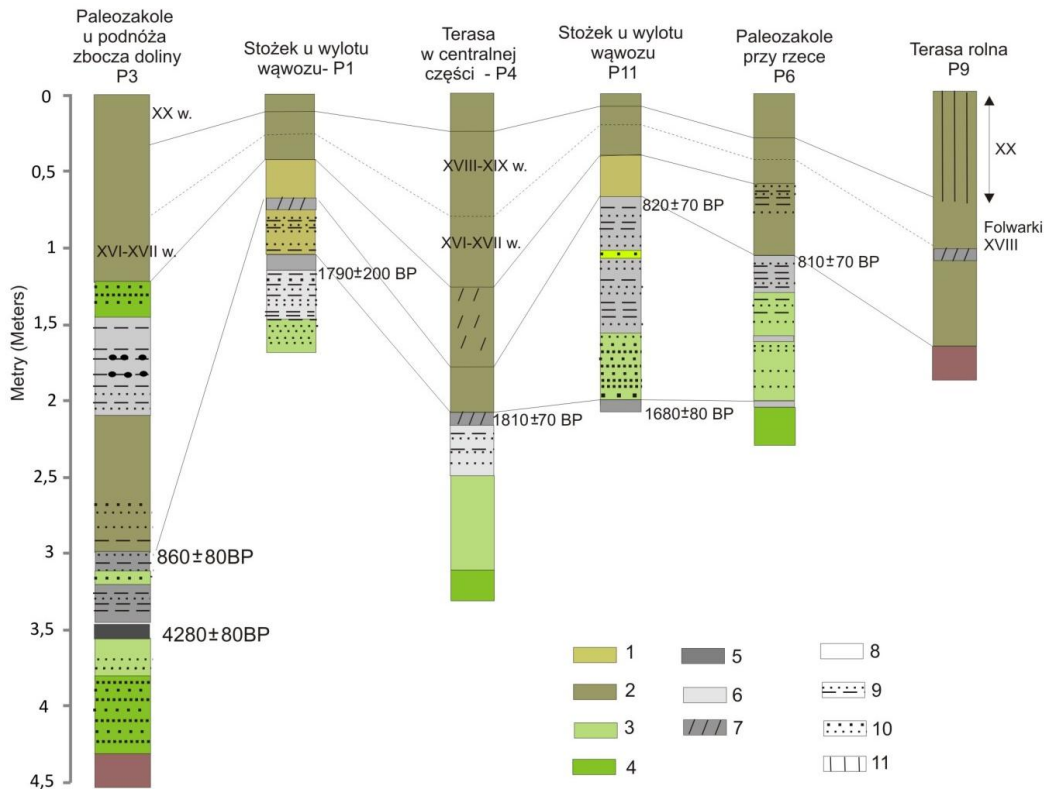 Paleozakole
u podnóża
zbocza doliny
P3
Stożek u wylotu
wąwozu- P1
Terasa
w centralnej
części - P4
Stożek u wylotu
wąwozu
P11
Paleozakole
przy rzece
P6
Terasa rolna
P9
Metry (Meters)
0
0,5
1
1,5
2
2,5
3
3,5
4
4,5
XX w.
XVI-XVII w.
860±80BP
4280±80BP
1790±200 BP
XVIII-XIX w.
XVI-XVII w.
1810±70 BP
820±70 BP
1680±80 BP
810±70 BP
XX
Folwarki
XVIII
1
2
3
4
5
6
7
8
9
10
11